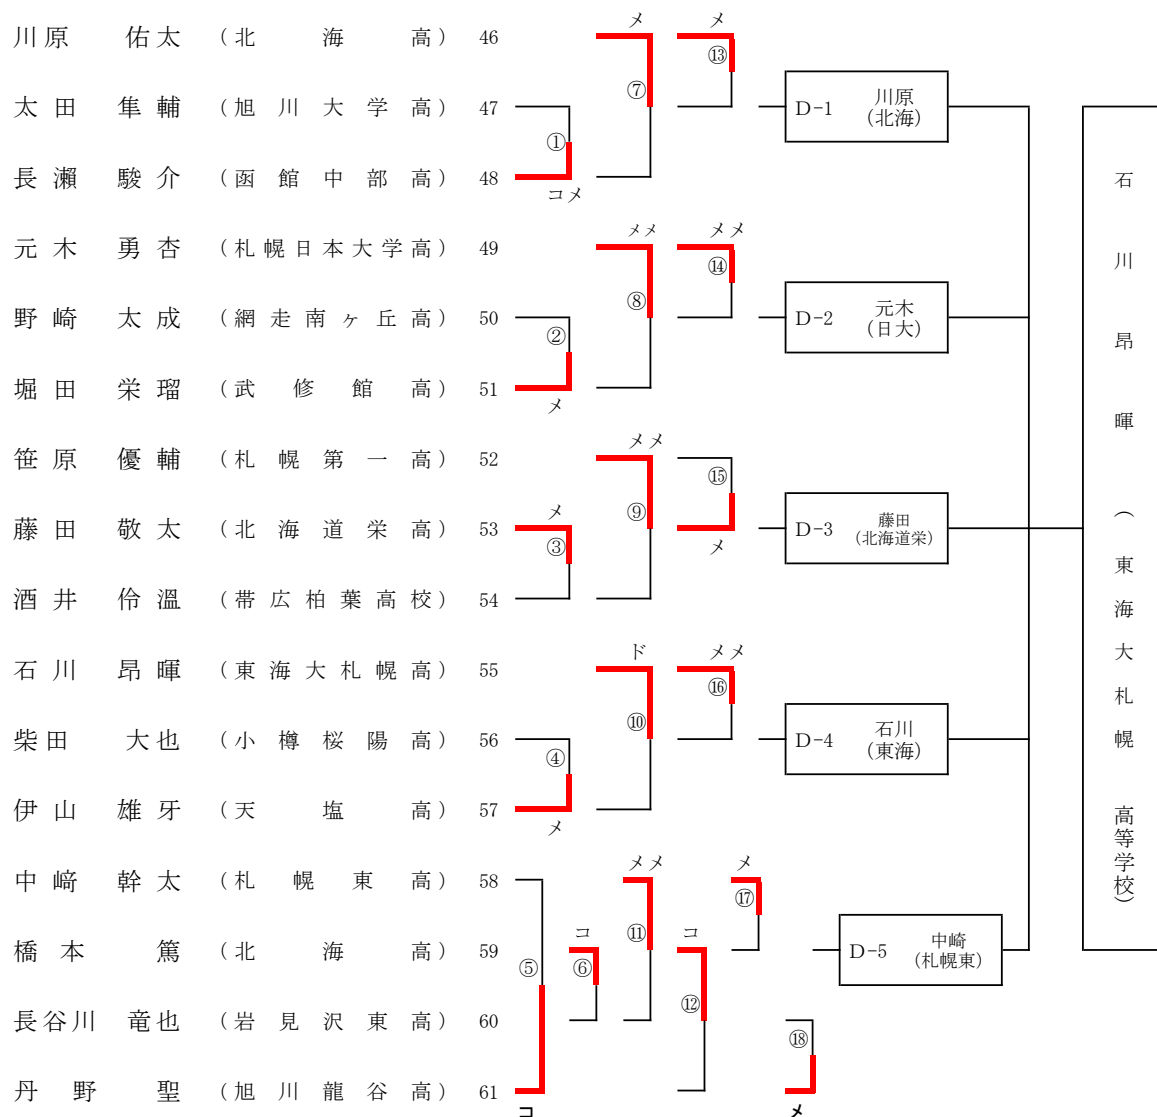 メ メ
川原 佑太 (北海高) 46 ⑬
⑦
太田 隼輔 (旭川大学高) 47 D-1 川原
(北海)
①
長瀬 駿介 (函館中部高) 48
コメ
メメ メメ
元木 勇杏 (札幌日本大学高) 49 ⑭
⑧
野崎 太成 (網走南ヶ丘高) 50 D-2 元木
(日大)
②
堀田 栄瑠 (武修館高) 51
メ
メメ
笹原 優輔 (札幌第一高) 52 ⑮
メ ⑨
藤田 敬太 (北海道栄高) 53 D-3 藤田
(北海道栄)
③ メ
酒井 伶溫 (帯広柏葉高校) 54
ド メメ
石川 昂暉 (東海大札幌高) 55 ⑯
⑩
柴田 大也 (小樽桜陽高) 56 D-4 石川
(東海)
④
伊山 雄牙 (天塩高) 57
メ
メメ メ
中﨑 幹太 (札幌東高) 58 ⑰
コ ⑪ コ
橋本 篤 (北海高) 59 D-5 中崎
(札幌東)
⑤ ⑥
⑫
長谷川 竜也 (岩見沢東高) 60
⑱
丹野 聖 (旭川龍谷高) 61
コ メ
石川昂暉(東海大札幌高等学校)